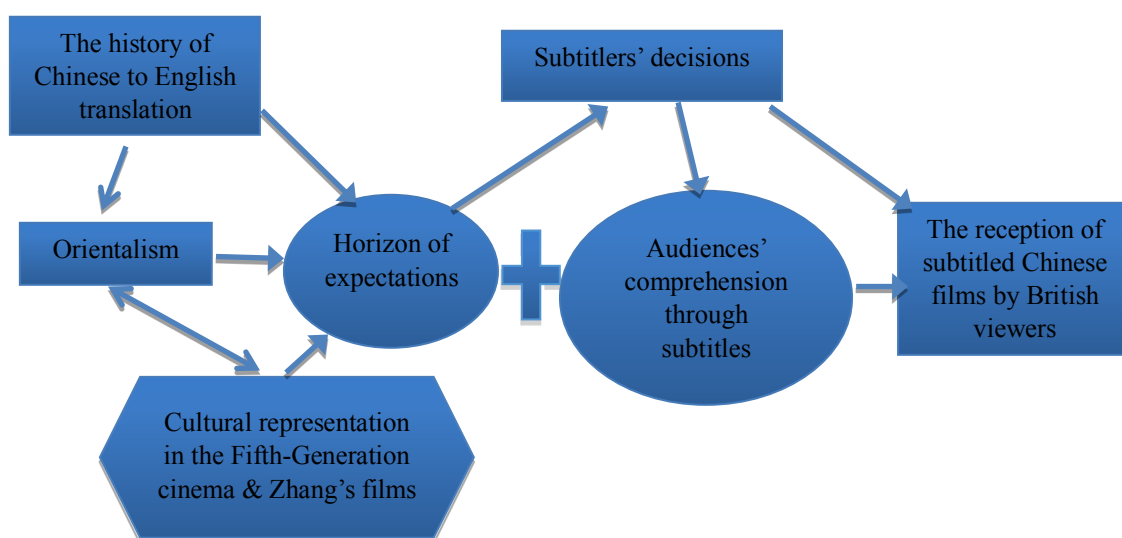 The history of
Chinese to English
translation
Subtitlers’ decisions
Orientalism
Horizon of
expectations
Audiences’
comprehension
through
subtitles
The reception of
subtitled Chinese
films by British
viewers
Cultural representation
in the Fifth-Generation
cinema & Zhang’s films